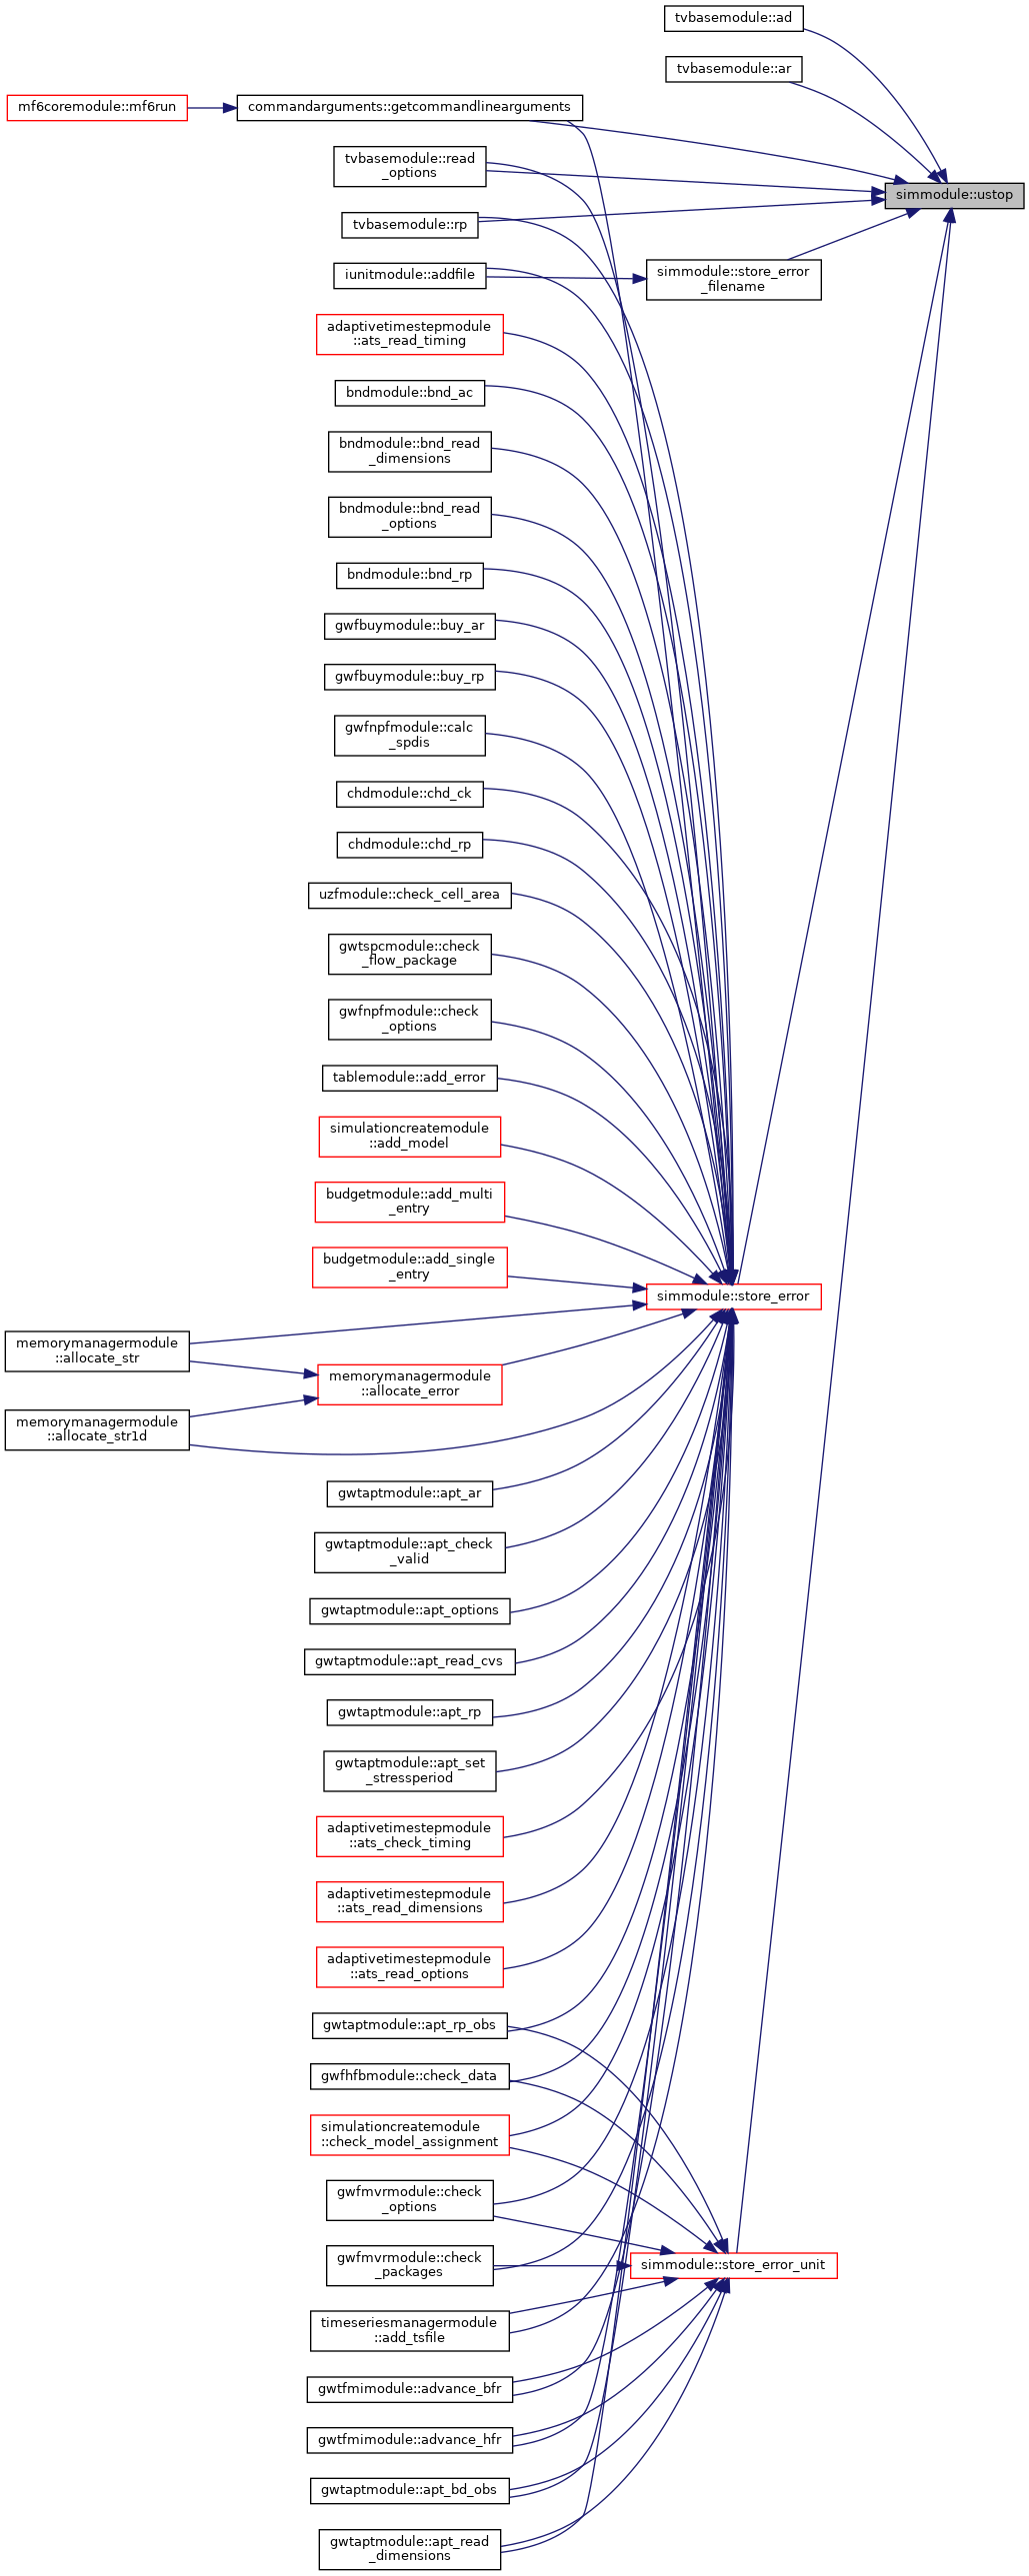 tvbasemodule::ad
tvbasemodule::ar
mf6coremodule::mf6run
commandarguments::getcommandlinearguments
tvbasemodule::read
_options
simmodule::ustop
tvbasemodule::rp
iunitmodule::addfile
simmodule::store_error
_filename
adaptivetimestepmodule
::ats_read_timing
bndmodule::bnd_ac
bndmodule::bnd_read
_dimensions
bndmodule::bnd_read
_options
bndmodule::bnd_rp
gwfbuymodule::buy_ar
gwfbuymodule::buy_rp
gwfnpfmodule::calc
_spdis
chdmodule::chd_ck
chdmodule::chd_rp
uzfmodule::check_cell_area
gwtspcmodule::check
_flow_package
gwfnpfmodule::check
_options
tablemodule::add_error
simulationcreatemodule
::add_model
budgetmodule::add_multi
_entry
budgetmodule::add_single
_entry
simmodule::store_error
memorymanagermodule
::allocate_str
memorymanagermodule
::allocate_error
memorymanagermodule
::allocate_str1d
gwtaptmodule::apt_ar
gwtaptmodule::apt_check
_valid
gwtaptmodule::apt_options
gwtaptmodule::apt_read_cvs
gwtaptmodule::apt_rp
gwtaptmodule::apt_set
_stressperiod
adaptivetimestepmodule
::ats_check_timing
adaptivetimestepmodule
::ats_read_dimensions
adaptivetimestepmodule
::ats_read_options
gwtaptmodule::apt_rp_obs
gwfhfbmodule::check_data
simulationcreatemodule
::check_model_assignment
gwfmvrmodule::check
_options
gwfmvrmodule::check
_packages
simmodule::store_error_unit
timeseriesmanagermodule
::add_tsfile
gwtfmimodule::advance_bfr
gwtfmimodule::advance_hfr
gwtaptmodule::apt_bd_obs
gwtaptmodule::apt_read
_dimensions